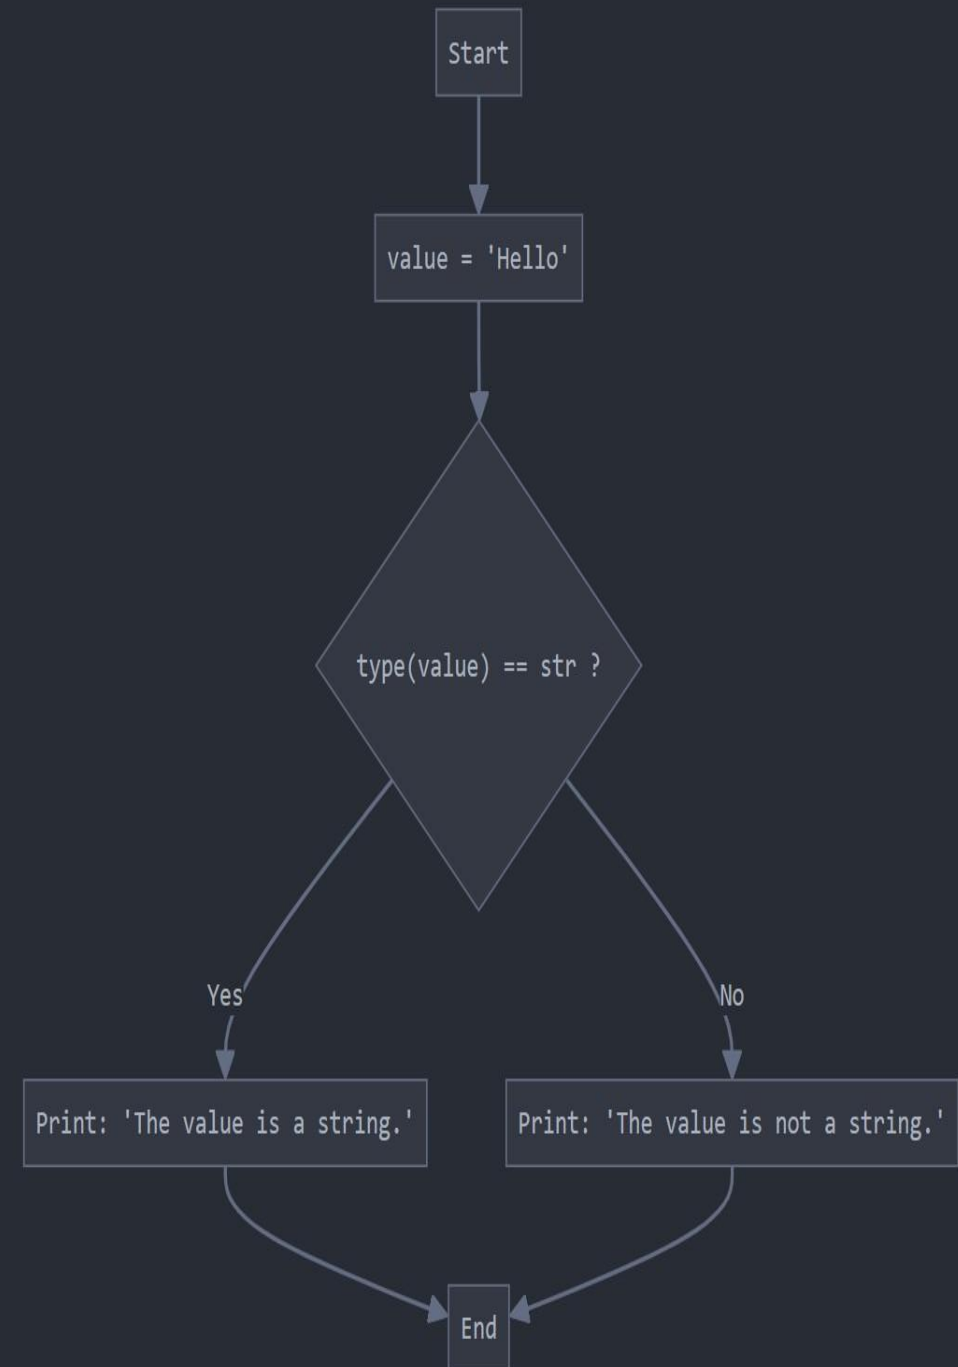 Start
value = 'Hello'
type(value) == str ?
Yes
No
Print: 'The value is a string.'
Print: 'The value is not a string.'
End